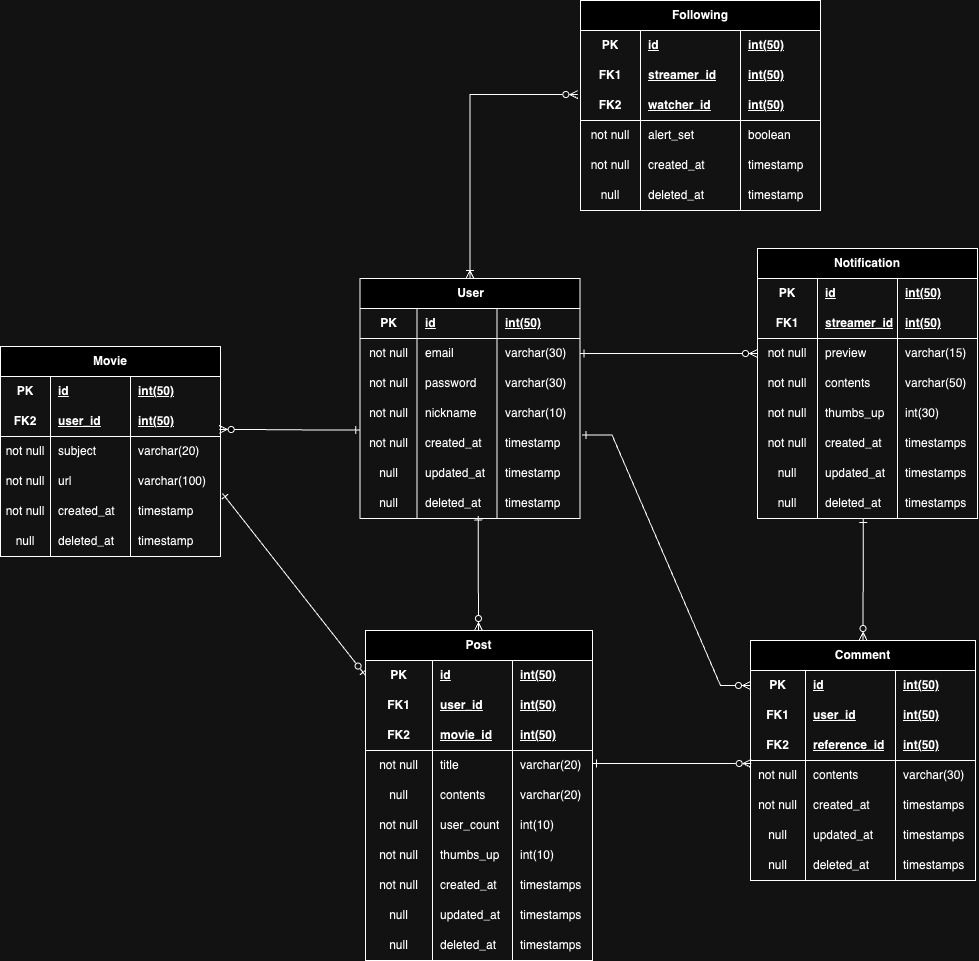 Following
PK id int(50)
FK1 streamer_id int(50)
FK2 watcher_id int(50)
not null alert_set boolean
not null created_at timestamp
null deleted_at timestamp
Notification
PK id int(50)
FK1 streamer_id int(50)
not null preview varchar(15)
not null contents varchar(50)
not null thumbs_up int(30)
not null created_at timestamps
null updated_at timestamps
null deleted_at timestamps
User
PK id int(50)
not null email varchar(30)
not null password varchar(30)
not null nickname varchar(10)
not null created_at timestamp
null updated_at timestamp
null deleted_at timestamp
Movie
PK id int(50)
FK2 user_id int(50)
not null subject varchar(20)
not null url varchar(100)
not null created_at timestamp
null deleted_at timestamp
Post
PK id int(50)
FK1 user_id int(50)
FK2 movie_id int(50)
not null title varchar(20)
null contents varchar(20)
not null user_count int(10)
not null thumbs_up int(10)
not null created_at timestamps
null updated_at timestamps
null deleted_at timestamps
Comment
PK id int(50)
FK1 user_id int(50)
FK2 reference_id int(50)
not null contents varchar(30)
not null created_at timestamps
null updated_at timestamps
null deleted_at timestamps